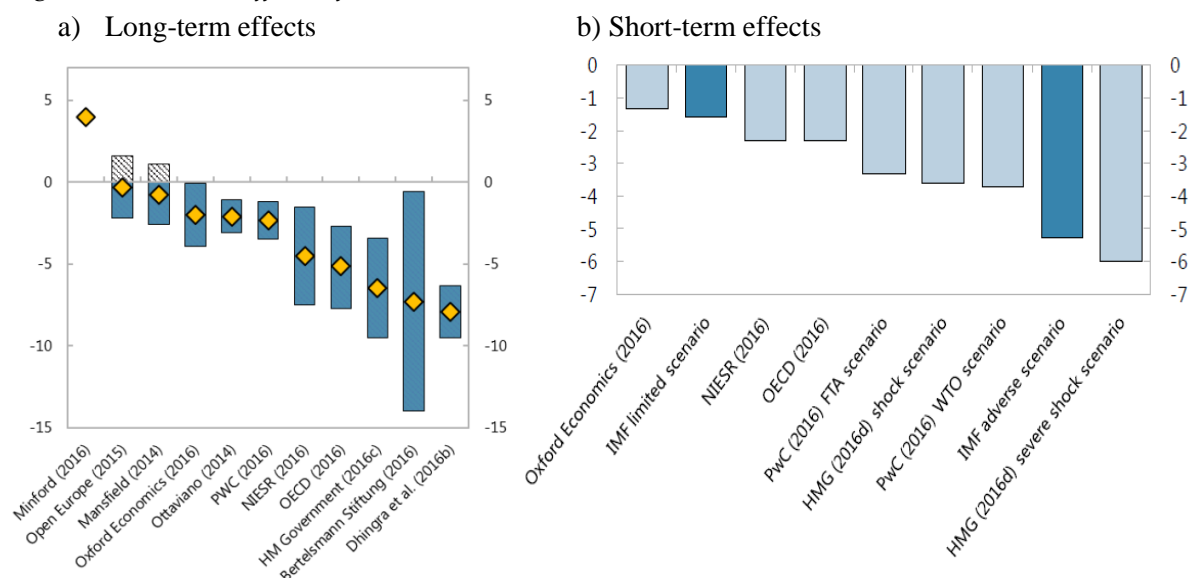 a) Long-term effects
b) Short-term effects
5
0
-5
-10
-15
5
0
-5
-10
-15
Minford (2016)
Open Europe (2015)
Mansfield (2014)
Oxford Economics (2016)
Ottaviano (2014)
PWC (2016)
NIESR (2016)
OECD (2016)
HM Government (2016c)
Bertelsmann Stiftung (2016)
Dhingra et al. (2016b)
0
-1
-2
-3
-4
-5
-6
-7
0
-1
-2
-3
-4
-5
-6
-7
Oxford Economics (2016)
IMF limited scenario
NIESR (2016)
OECD (2016)
PwC (2016) FTA scenario
HMG (2016d) shock scenario
PwC (2016) WTO scenario
IMF adverse scenario
HMG (2016d) severe shock scenario